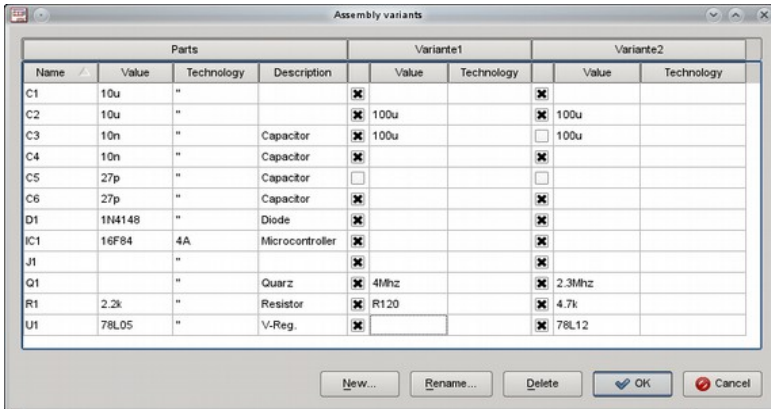 Assembly variants
Parts Variante1 Variante2
Name Value Technology Description Value Technology Value Technology
C1 10u "
C2 10u " 100u 100u
C3 10n " Capacitor 100u 100u
C4 10n " Capacitor
C5 27p " Capacitor
C6 27p " Capacitor
D1 1N4148 " Diode
IC1 16F84 4A Microcontroller
J1 "
Q1 " Quarz 4Mhz 2.3Mhz
R1 2.2k " Resistor R120 4.7k
U1 78L05 " V-Reg. 78L12
New... Rename... Delete OK Cancel